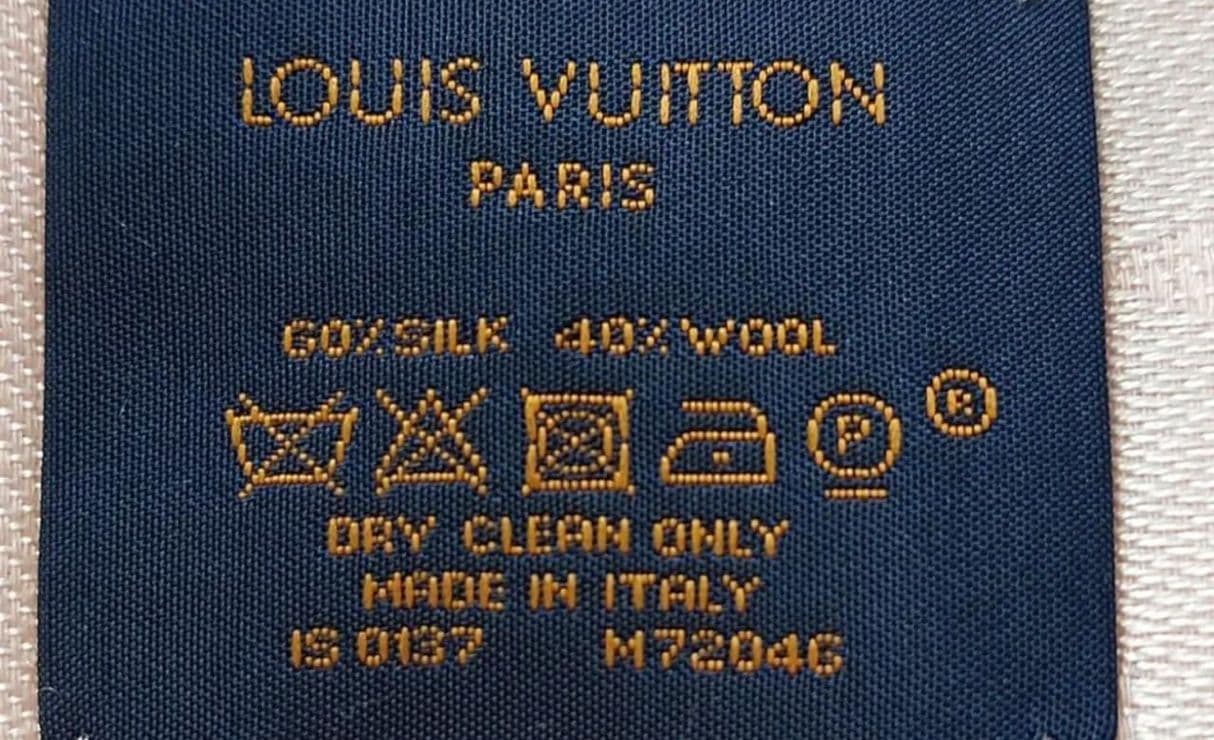 LOUIS VUITTON
PARIS
60% SILK 40% WOOL
P ®
DRY CLEAN ONLY
MADE IN ITALY
IS 0137 M72046